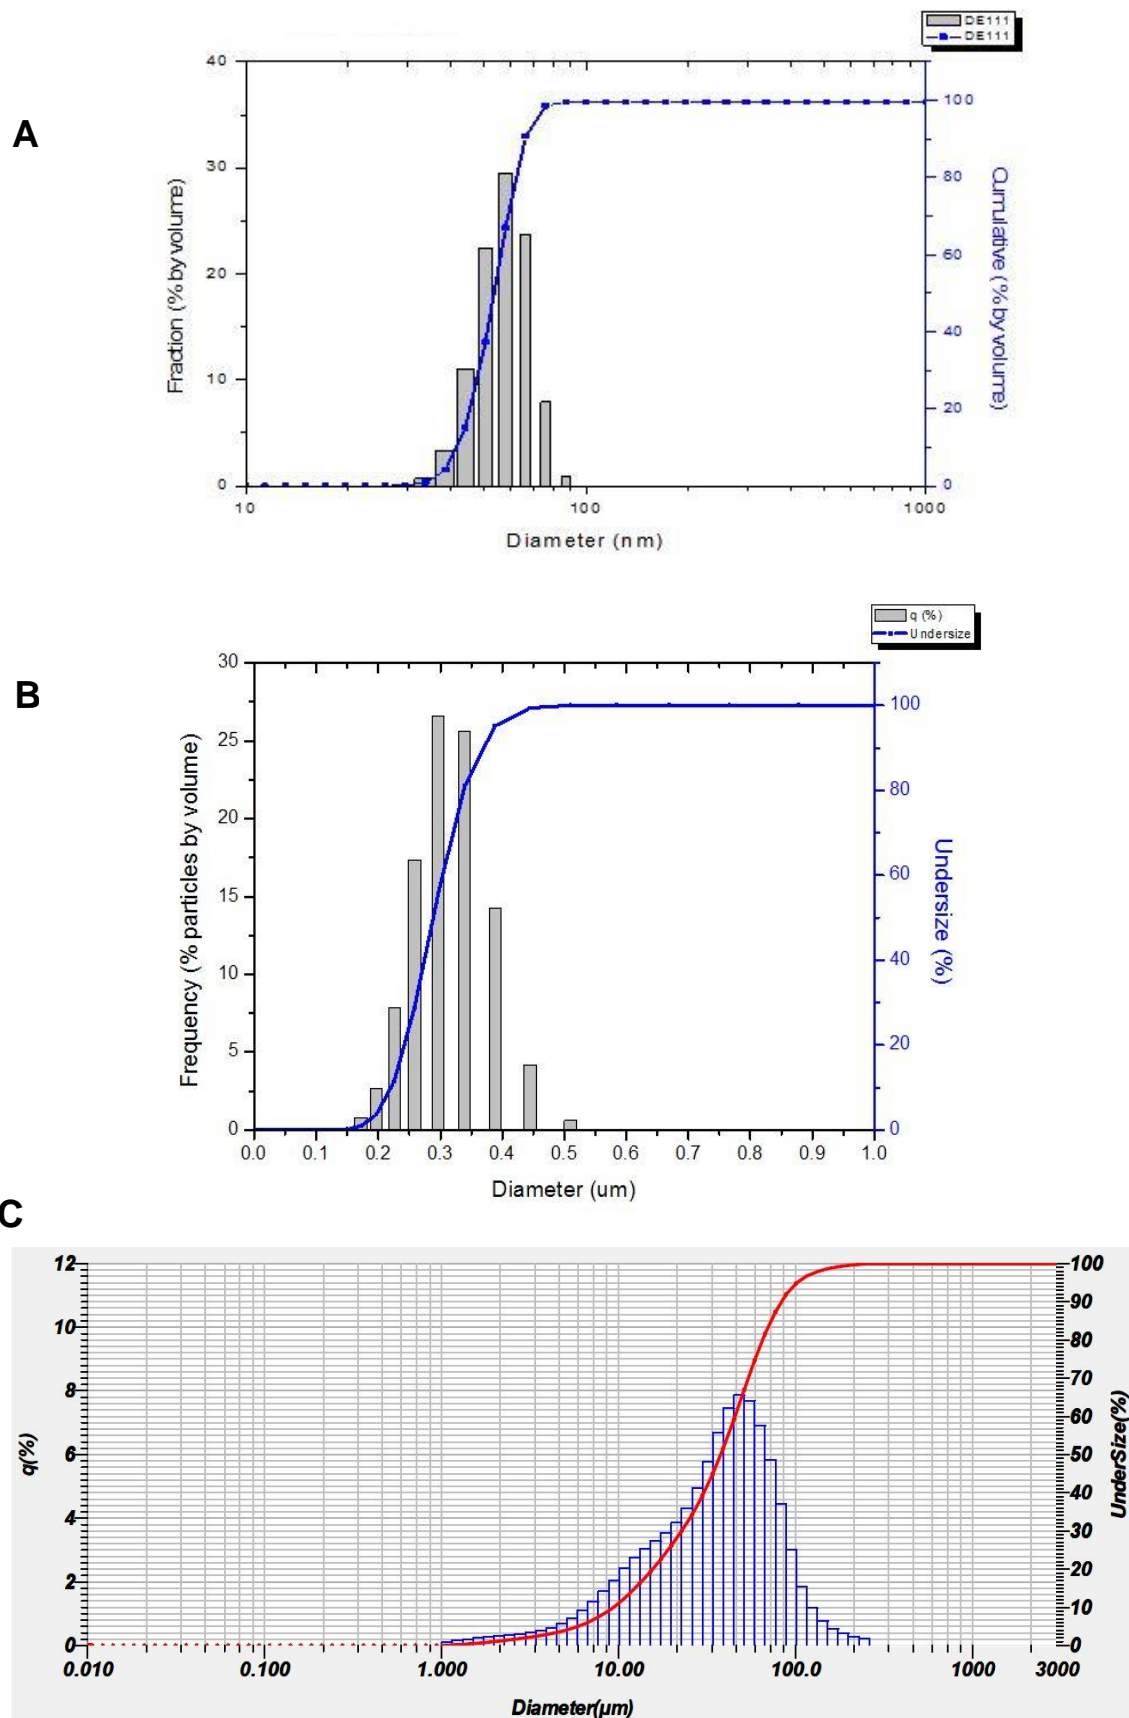 A
DE111
DE111
40
30
20
10
0
Fraction (% by volume)
100
80
60
40
20
0
Cumulative (% by volume)
10
100
1000
Diameter (nm)
B
q (%)
Undersize
30
25
20
15
10
5
0
Frequency (% particles by volume)
100
80
60
40
20
0
Undersize (%)
0.0 0.1 0.2 0.3 0.4 0.5 0.6 0.7 0.8 0.9 1.0
Diameter (um)
C
12
10
8
6
4
2
0
q(%)
100
90
80
70
60
50
40
30
20
10
0
UnderSize(%)
0.010 0.100 1.000 10.00 100.0 1000 3000
Diameter(μm)